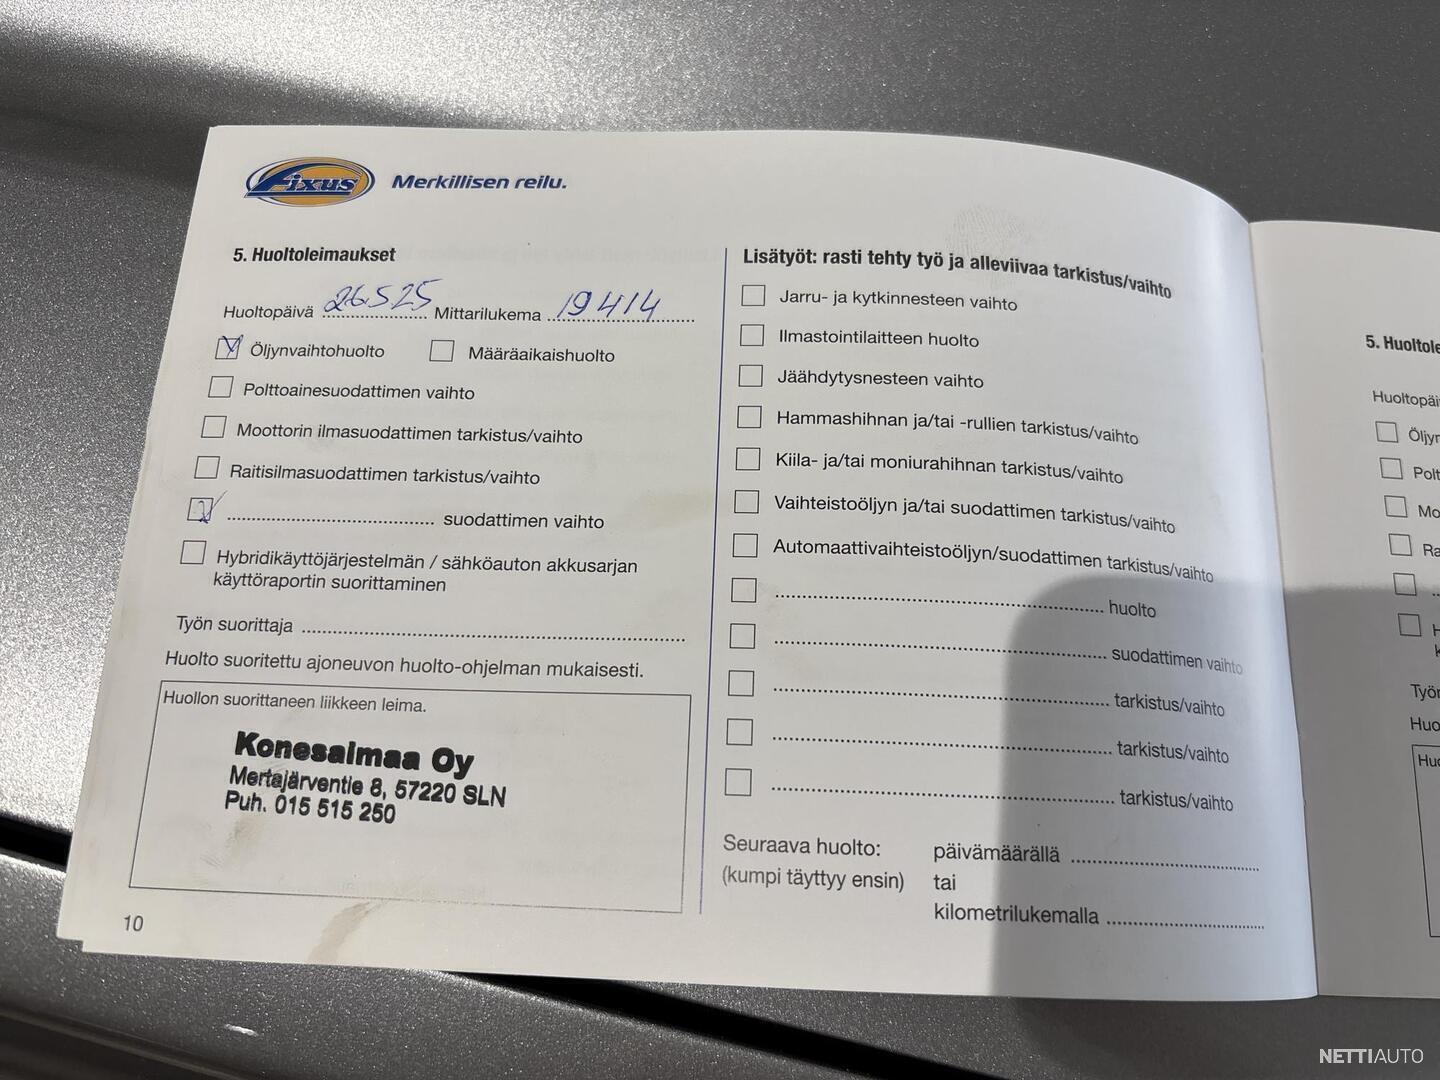 Fixus Merkillisen reilu.
5. Huoltoleimaukset
Huoltopäivä 26.5.25 Mittarilukema 19414
Öljynvaihtohuolto Määräaikaishuolto
Polttoainesuodattimen vaihto
Moottorin ilmasuodattimen tarkistus/vaihto
Raitisilmasuodattimen tarkistus/vaihto
suodattimen vaihto
Hybridikäyttöjärjestelmän / sähköauton akkusarjan
käyttöraportin suorittaminen
Työn suorittaja
Huolto suoritettu ajoneuvon huolto-ohjelman mukaisesti.
Huollon suorittaneen liikkeen leima.
Konesaimaa Oy
Mertajärventie 8, 57220 SLN
Puh. 015 515 250
10
Lisätyöt: rasti tehty työ ja alleviivaa tarkistus/vaihto
Jarru- ja kytkinnesteen vaihto
Ilmastointilaitteen huolto
Jäähdytysnesteen vaihto
Hammashihnan ja/tai -rullien tarkistus/vaihto
Kiila- ja/tai moniurahihnan tarkistus/vaihto
Vaihteistoöljyn ja/tai suodattimen tarkistus/vaihto
Automaattivaihteistoöljyn/suodattimen tarkistus/vaihto
huolto
suodattimen vaihto
tarkistus/vaihto
tarkistus/vaihto
tarkistus/vaihto
Seuraava huolto: päivämäärällä
(kumpi täyttyy ensin) tai
kilometrilukemalla
5. Huoltole
Huoltopäi
Öljyn
Polt
Mo
Ra
H
k
Työn
Huo
Huo
NETTIAUTO